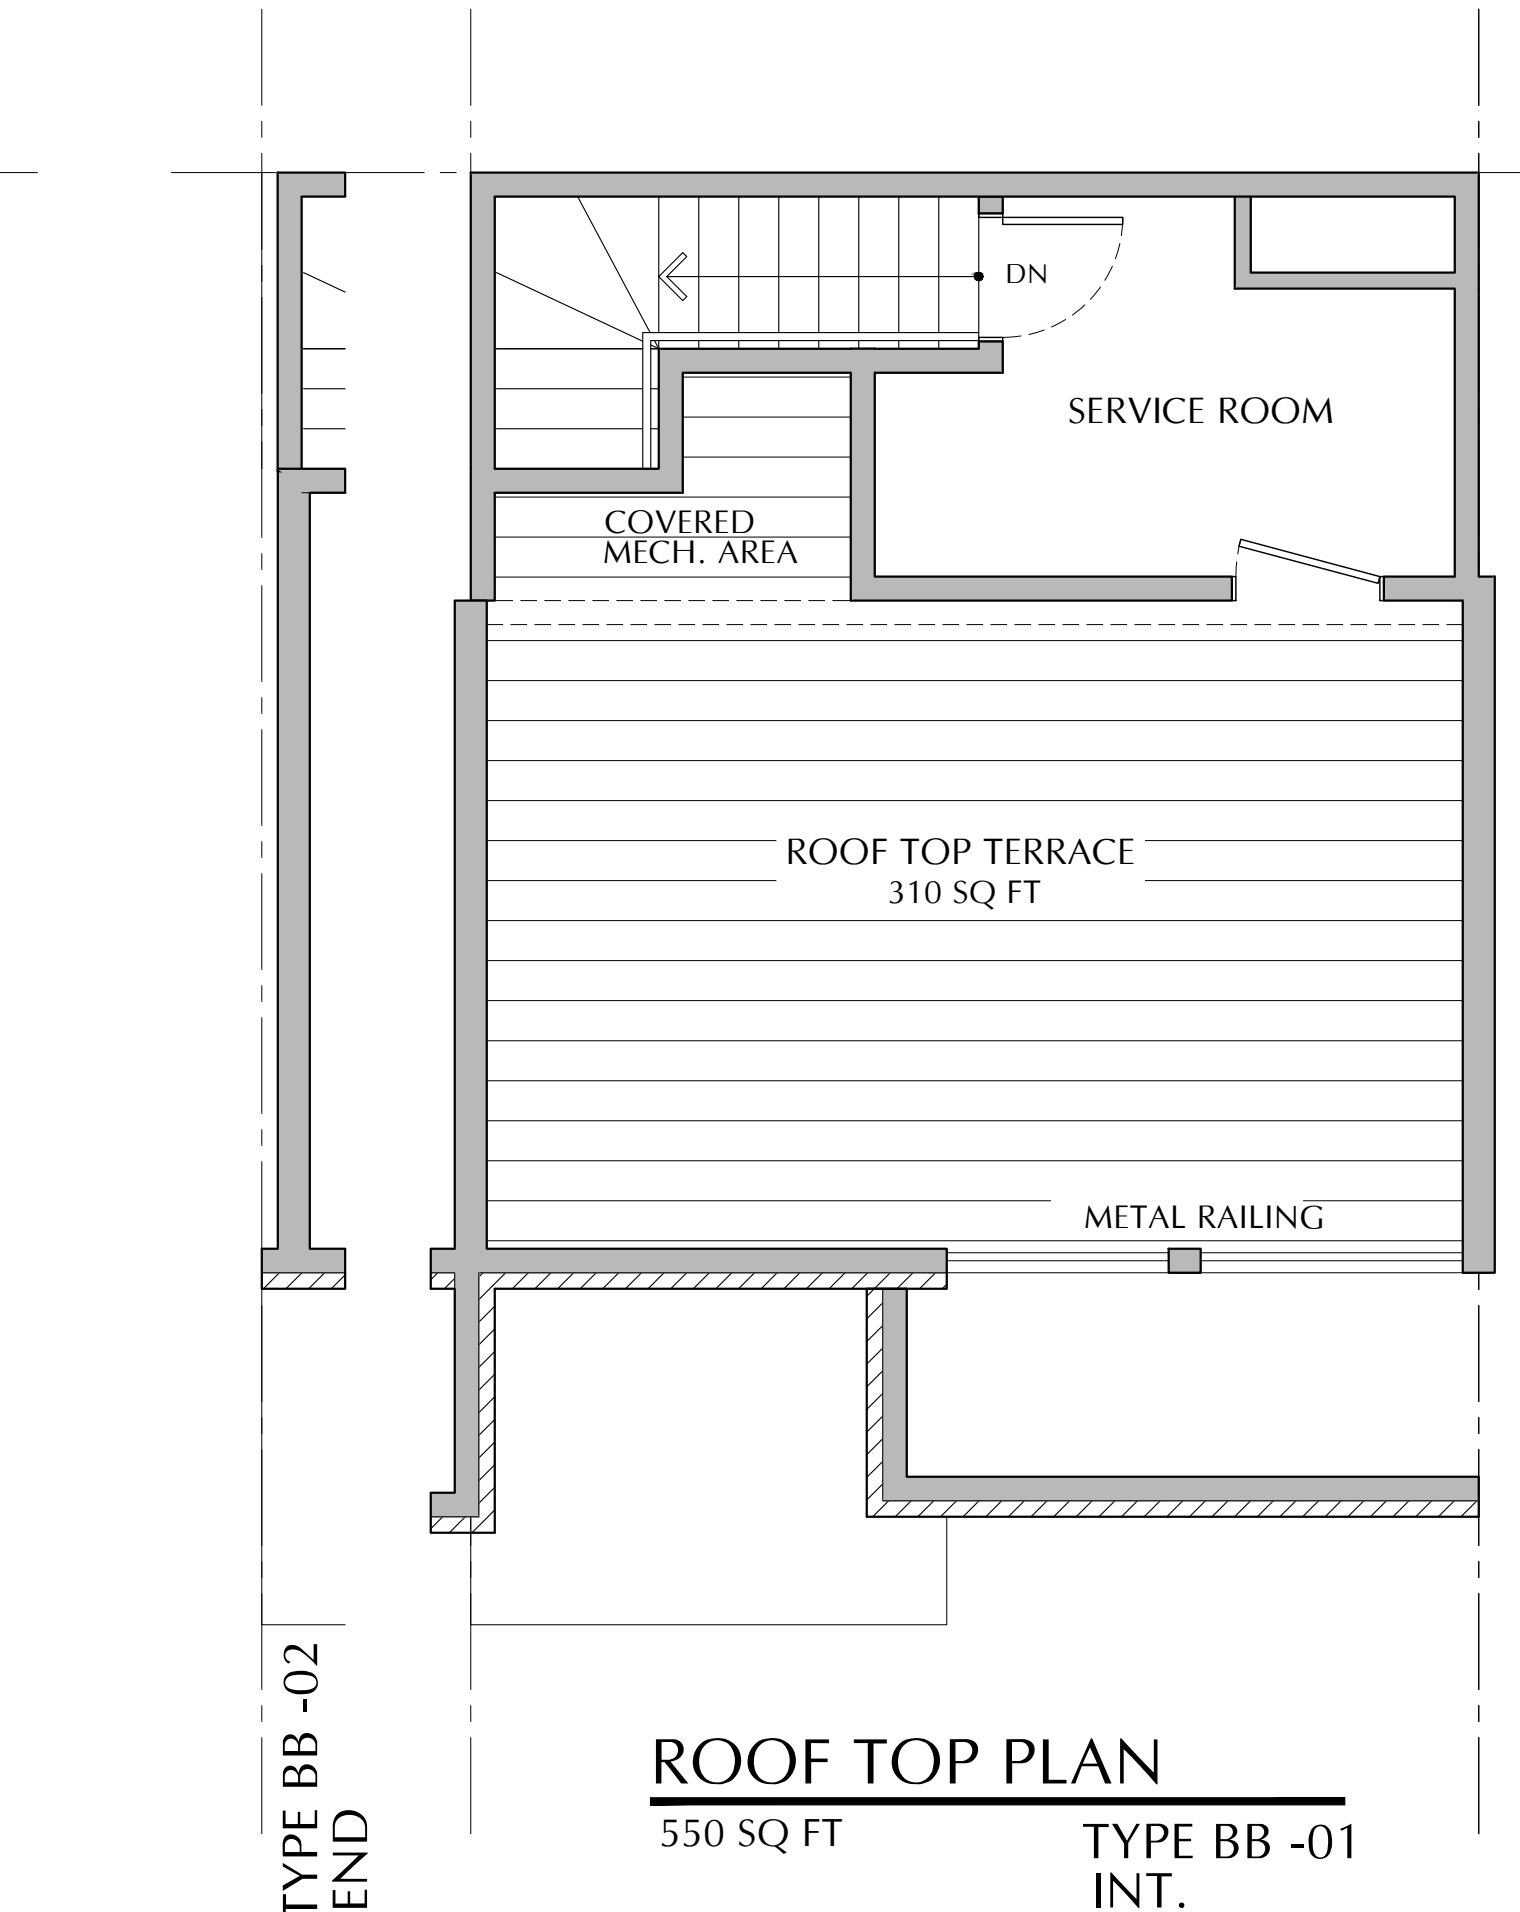 DN
SERVICE ROOM
COVERED
MECH. AREA
ROOF TOP TERRACE
310 SQ FT
METAL RAILING
TYPE BB -02
END
ROOF TOP PLAN
550 SQ FT
TYPE BB -01
INT.